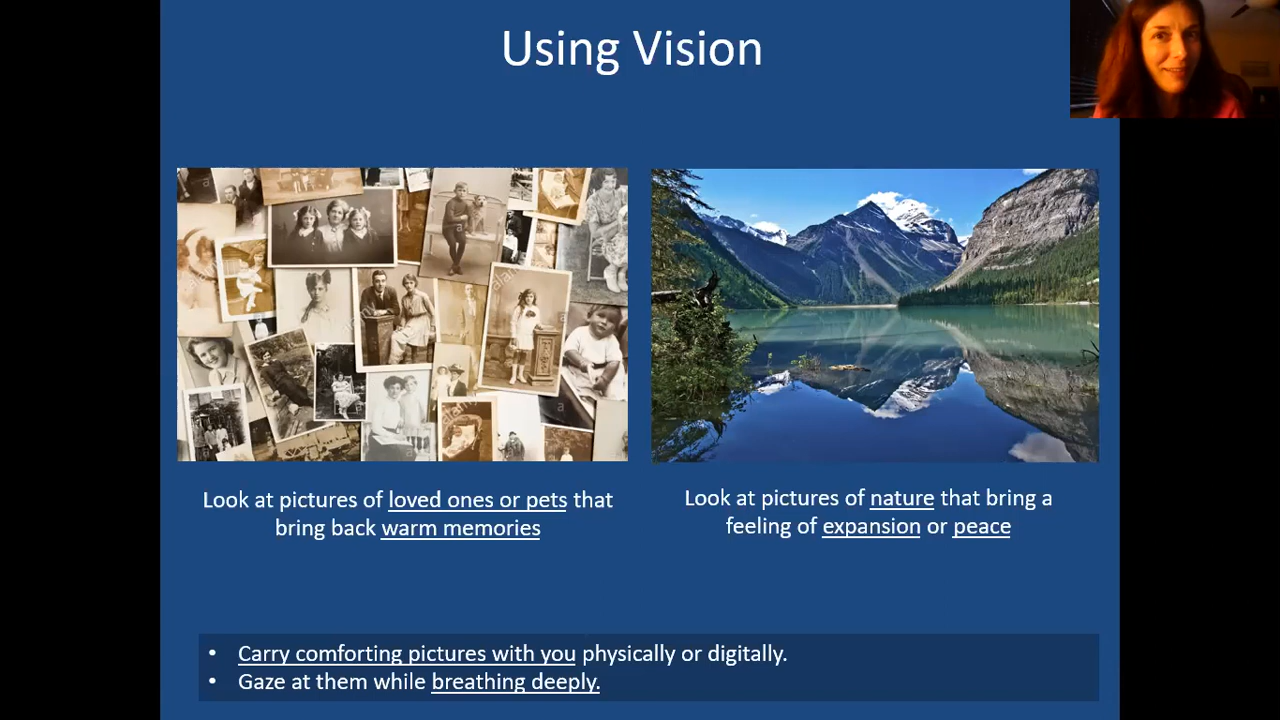 Using Vision
Look at pictures of loved ones or pets that
bring back warm memories
Look at pictures of nature that bring a
feeling of expansion or peace
• Carry comforting pictures with you physically or digitally.
• Gaze at them while breathing deeply.